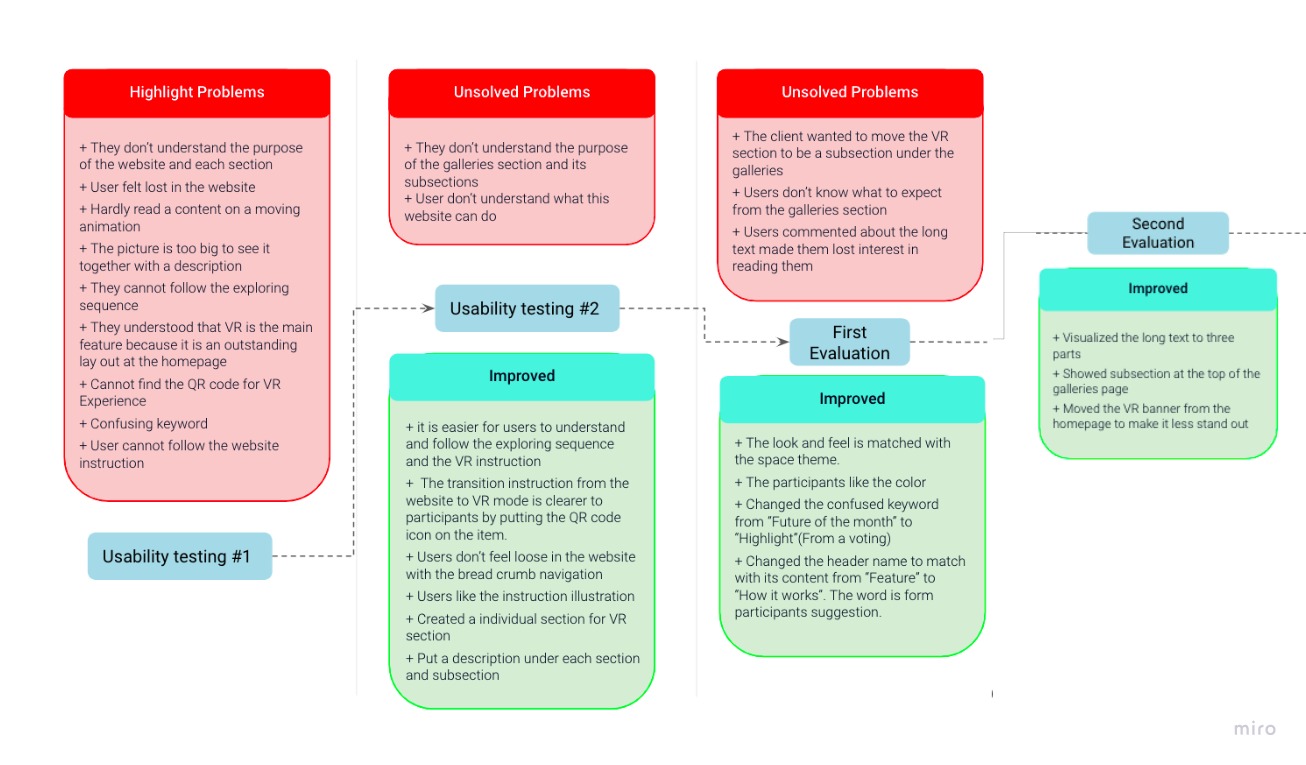 Highlight Problems
+ They don’t understand the purpose
of the website and each section
+ User felt lost in the website
+ Hardly read a content on a moving
animation
+ The picture is too big to see it
together with a description
+ They cannot follow the exploring
sequence
+ They understood that VR is the main
feature because it is an outstanding
lay out at the homepage
+ Cannot find the QR code for VR
Experience
+ Confusing keyword
+ User cannot follow the website
instruction
Usability testing #1
Unsolved Problems
+ They don’t understand the purpose
of the galleries section and its
subsections
+ User don’t understand what this
website can do
Usability testing #2
Improved
+ it is easier for users to understand
and follow the exploring sequence
and the VR instruction
+ The transition instruction from the
website to VR mode is clearer to
participants by putting the QR code
icon on the item.
+ Users don’t feel loose in the website
with the bread crumb navigation
+ Users like the instruction illustration
+ Created a individual section for VR
section
+ Put a description under each section
and subsection
Unsolved Problems
+ The client wanted to move the VR
section to be a subsection under the
galleries
+ Users don’t know what to expect
from the galleries section
+ Users commented about the long
text made them lost interest in
reading them
First
Evaluation
Improved
+ The look and feel is matched with
the space theme.
+ The participants like the color
+ Changed the confused keyword
from “Future of the month” to
“Highlight”(From a voting)
+ Changed the header name to match
with its content from “Feature” to
“How it works”. The word is form
participants suggestion.
Second
Evaluation
Improved
+ Visualized the long text to three
parts
+ Showed subsection at the top of the
galleries page
+ Moved the VR banner from the
homepage to make it less stand out
miro